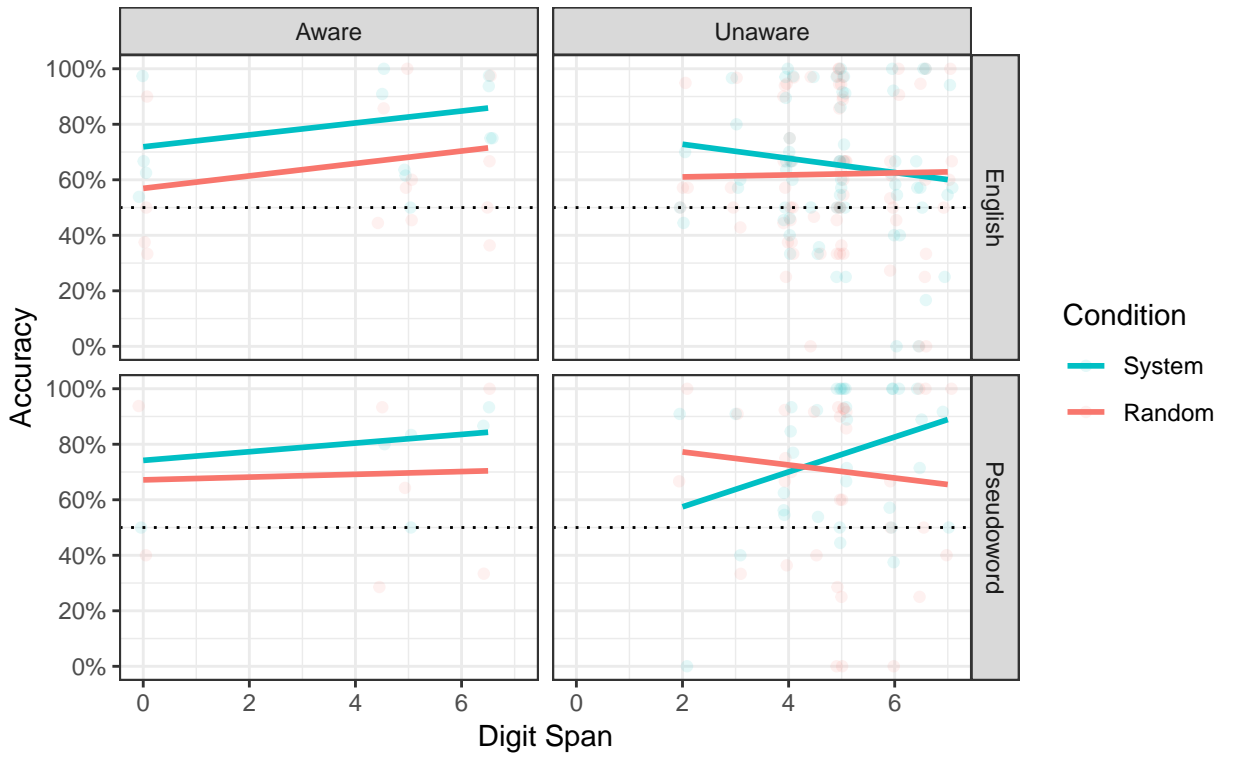 Aware
Unaware
100%
80%
60%
40%
20%
0%
English
100%
80%
60%
40%
20%
0%
Pseudoword
0 2 4 6
0 2 4 6
Accuracy
Digit Span
Condition
System
Random